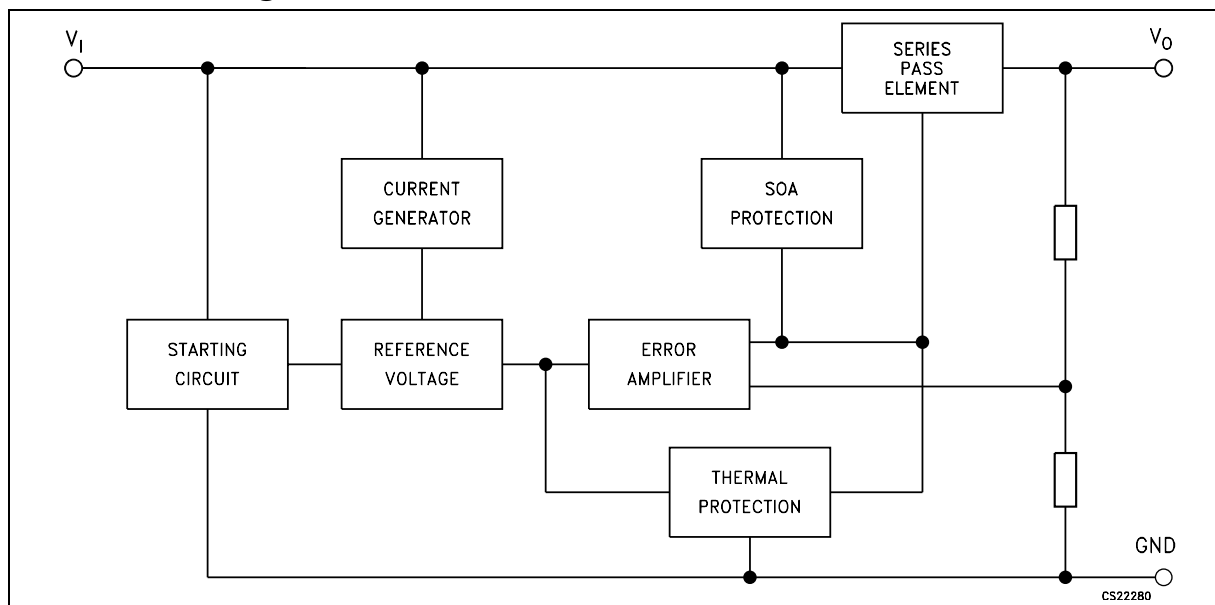 V_I
SERIES
PASS
ELEMENT
V_O
CURRENT
GENERATOR
SOA
PROTECTION
STARTING
CIRCUIT
REFERENCE
VOLTAGE
ERROR
AMPLIFIER
THERMAL
PROTECTION
GND
CS22280